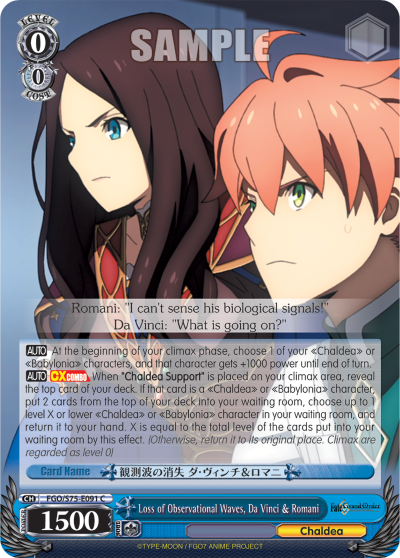 LEVEL
0
0
COST
SAMPLE
Romani: "I can't sense his biological signals!"
Da Vinci: "What is going on?"
AUTO At the beginning of your climax phase, choose 1 of your «Chaldea» or
«Babylonia» characters, and that character gets +1000 power until end of turn.
AUTO CXCOMBO When "Chaldea Support" is placed on your climax area, reveal
the top card of your deck. If that card is a «Chaldea» or «Babylonia» character,
put 2 cards from the top of your deck into your waiting room, choose up to 1
level X or lower «Chaldea» or «Babylonia» character in your waiting room, and
return it to your hand. X is equal to the total level of the cards put into your
waiting room by this effect. (Otherwise, return it to its original place. Climax are
regarded as level 0)
Card Name
観測波の消失 ダ・ヴィンチ&ロマニ
CH FGO/S75-E091 C
Loss of Observational Waves, Da Vinci & Romani
Fate Grand Order
1500
Chaldea
©TYPE-MOON / FGO7 ANIME PROJECT